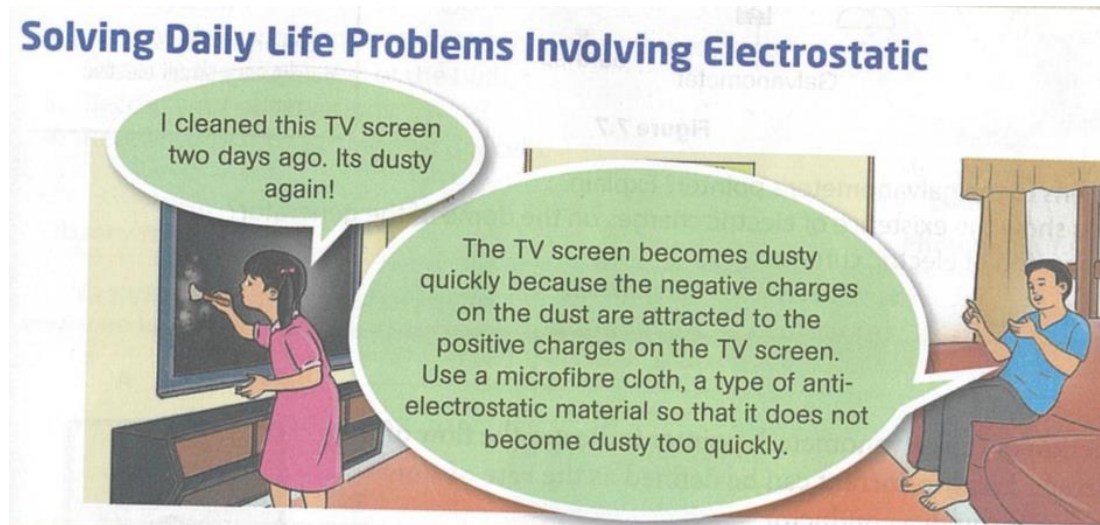 Solving Daily Life Problems Involving Electrostatic
I cleaned this TV screen
two days ago. Its dusty
again!
The TV screen becomes dusty
quickly because the negative charges
on the dust are attracted to the
positive charges on the TV screen.
Use a microfibre cloth, a type of anti-
electrostatic material so that it does not
become dusty too quickly.